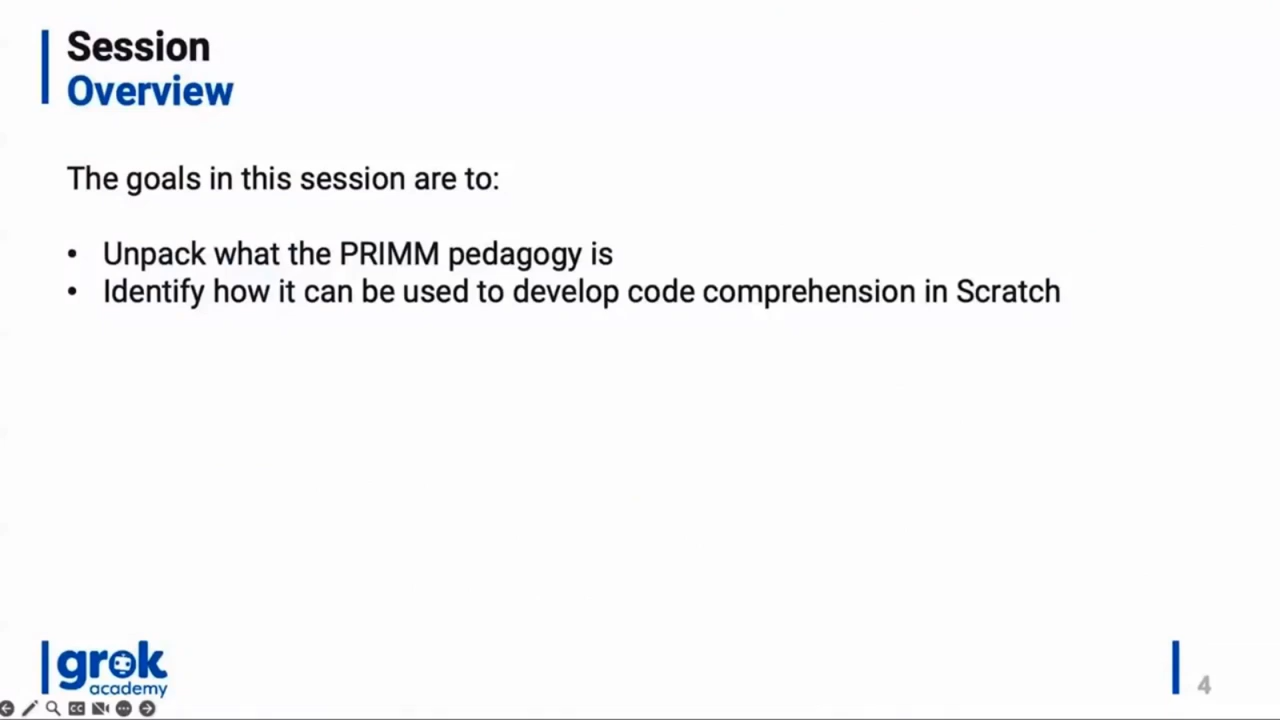 Session
Overview
The goals in this session are to:
• Unpack what the PRIMM pedagogy is
• Identify how it can be used to develop code comprehension in Scratch
grok
academy
CC
4